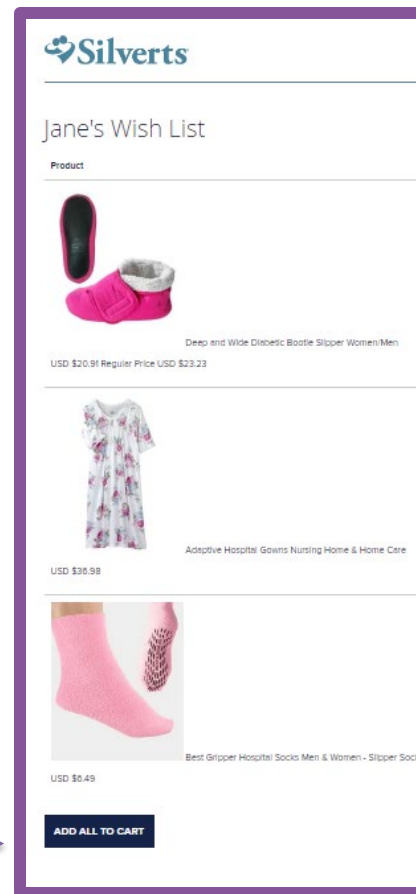 Silverts
Jane's Wish List
Product
Deep and Wide Diabetic Bootie Slipper Women/Men
USD $20.91 Regular Price USD $23.23
Adaptive Hospital Gowns Nursing Home & Home Care
USD $36.98
Best Gripper Hospital Socks Men & Women - Slipper Soc
USD $6.49
ADD ALL TO CART